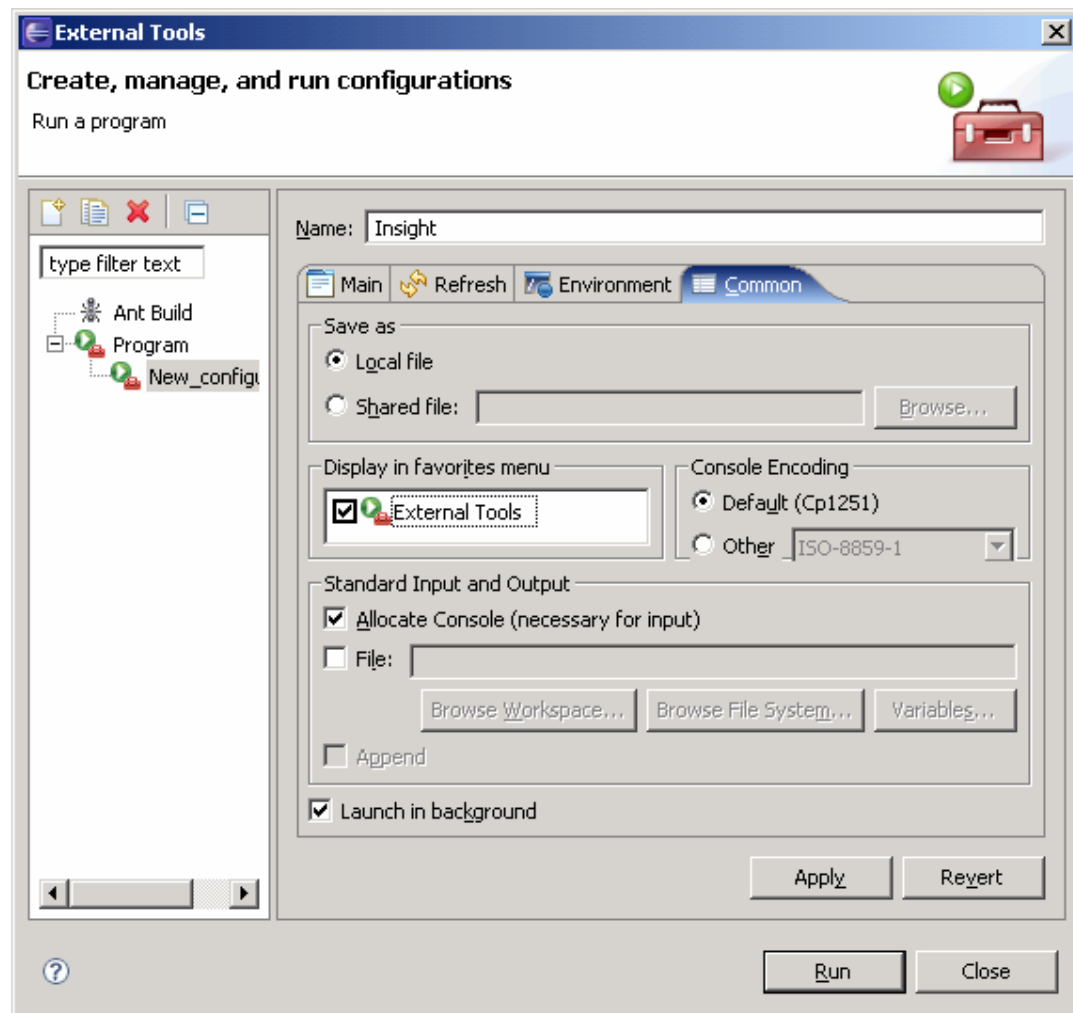 External Tools
Create, manage, and run configurations
Run a program
Name: Insight
type filter text
Ant Build
Program
New_configu
Main Refresh Environment Common
Save as
Local file
Shared file: Browse...
Display in favorites menu
External Tools
Console Encoding
Default (Cp1251)
Other ISO-8859-1
Standard Input and Output
Allocate Console (necessary for input)
File:
Browse Workspace... Browse File System... Variables...
Append
Launch in background
Apply Revert
Run Close